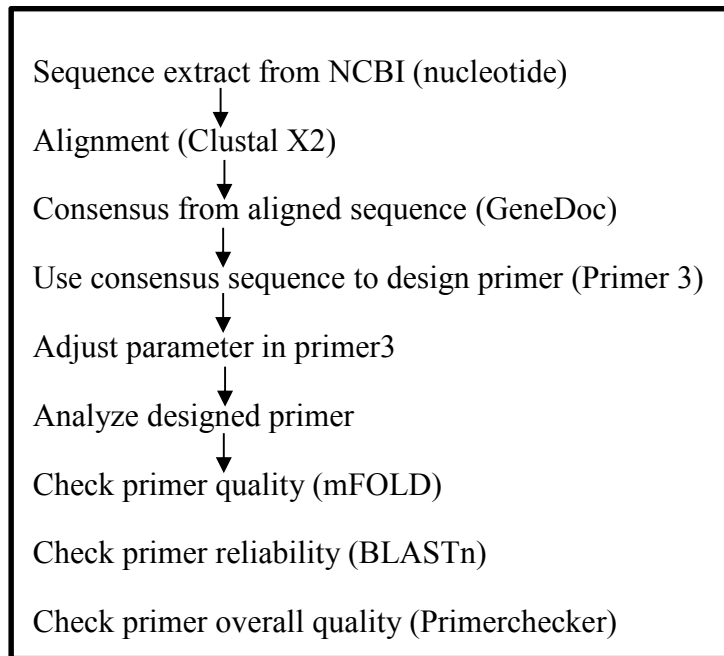 Sequence extract from NCBI (nucleotide)
Alignment (Clustal X2)
Consensus from aligned sequence (GeneDoc)
Use consensus sequence to design primer (Primer 3)
Adjust parameter in primer3
Analyze designed primer
Check primer quality (mFOLD)
Check primer reliability (BLASTn)
Check primer overall quality (Primerchecker)